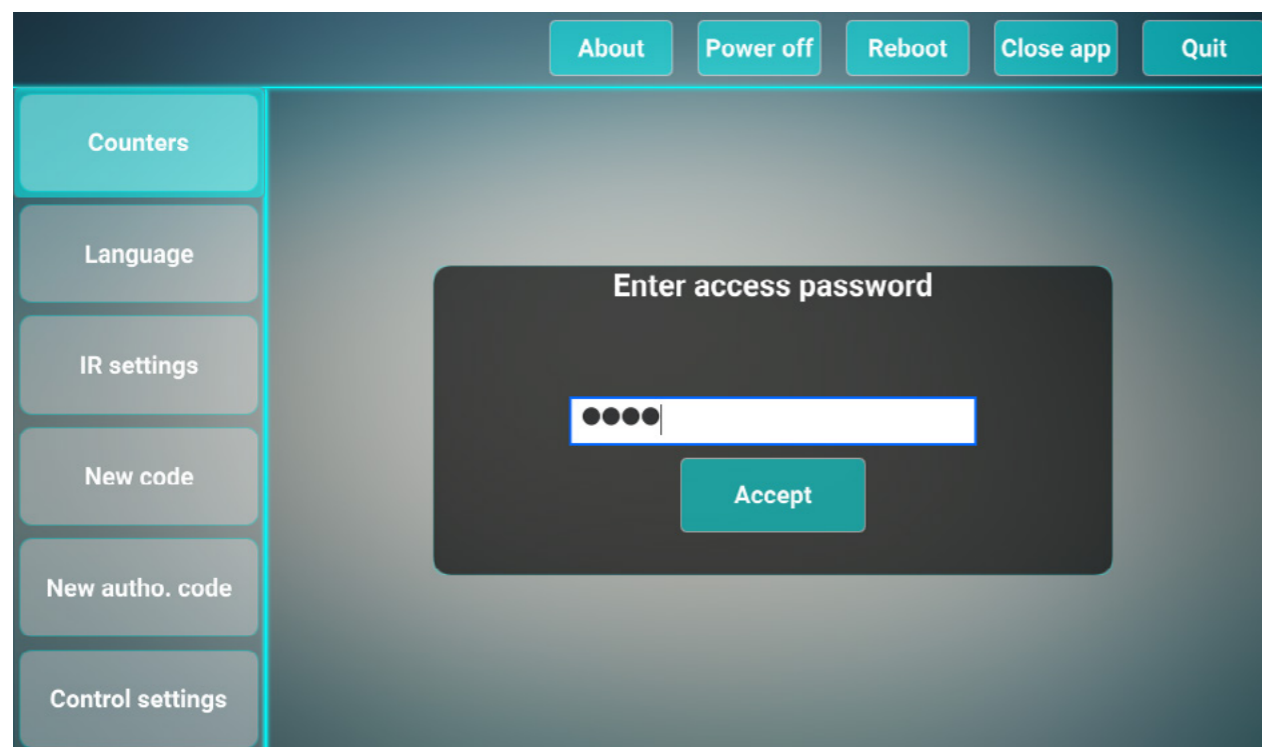 About Power off Reboot Close app Quit
Counters
Language
Enter access password
IR settings
●●●●
New code
Accept
New autho. code
Control settings